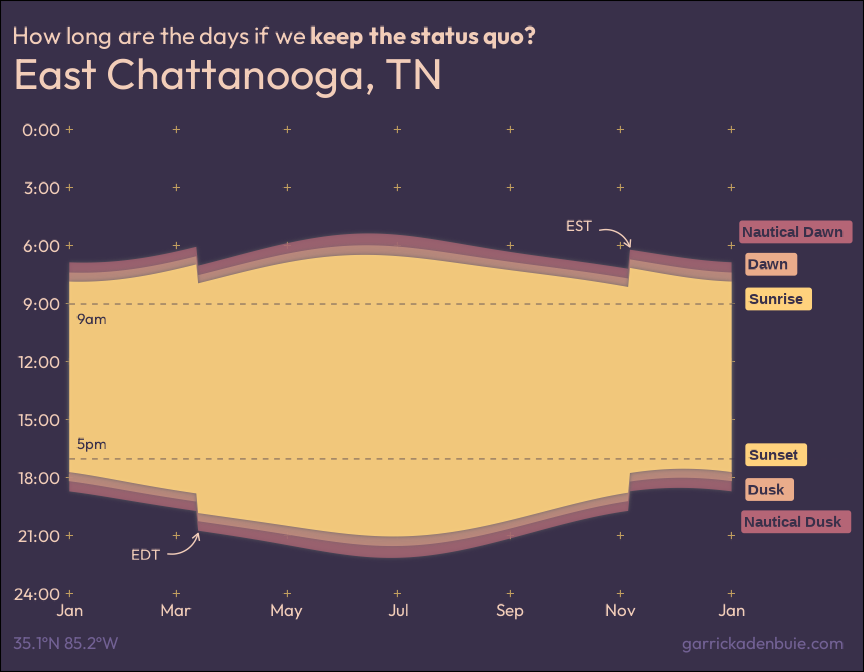 How long are the days if we keep the status quo?
East Chattanooga, TN
0:00
3:00
EST
Nautical Dawn
6:00
Dawn
Sunrise
9:00
9am
12:00
15:00
5pm
Sunset
18:00
Dusk
Nautical Dusk
21:00
EDT
24:00
Jan Mar May Jul Sep Nov Jan
35.1°N 85.2°W garrickadenbuie.com